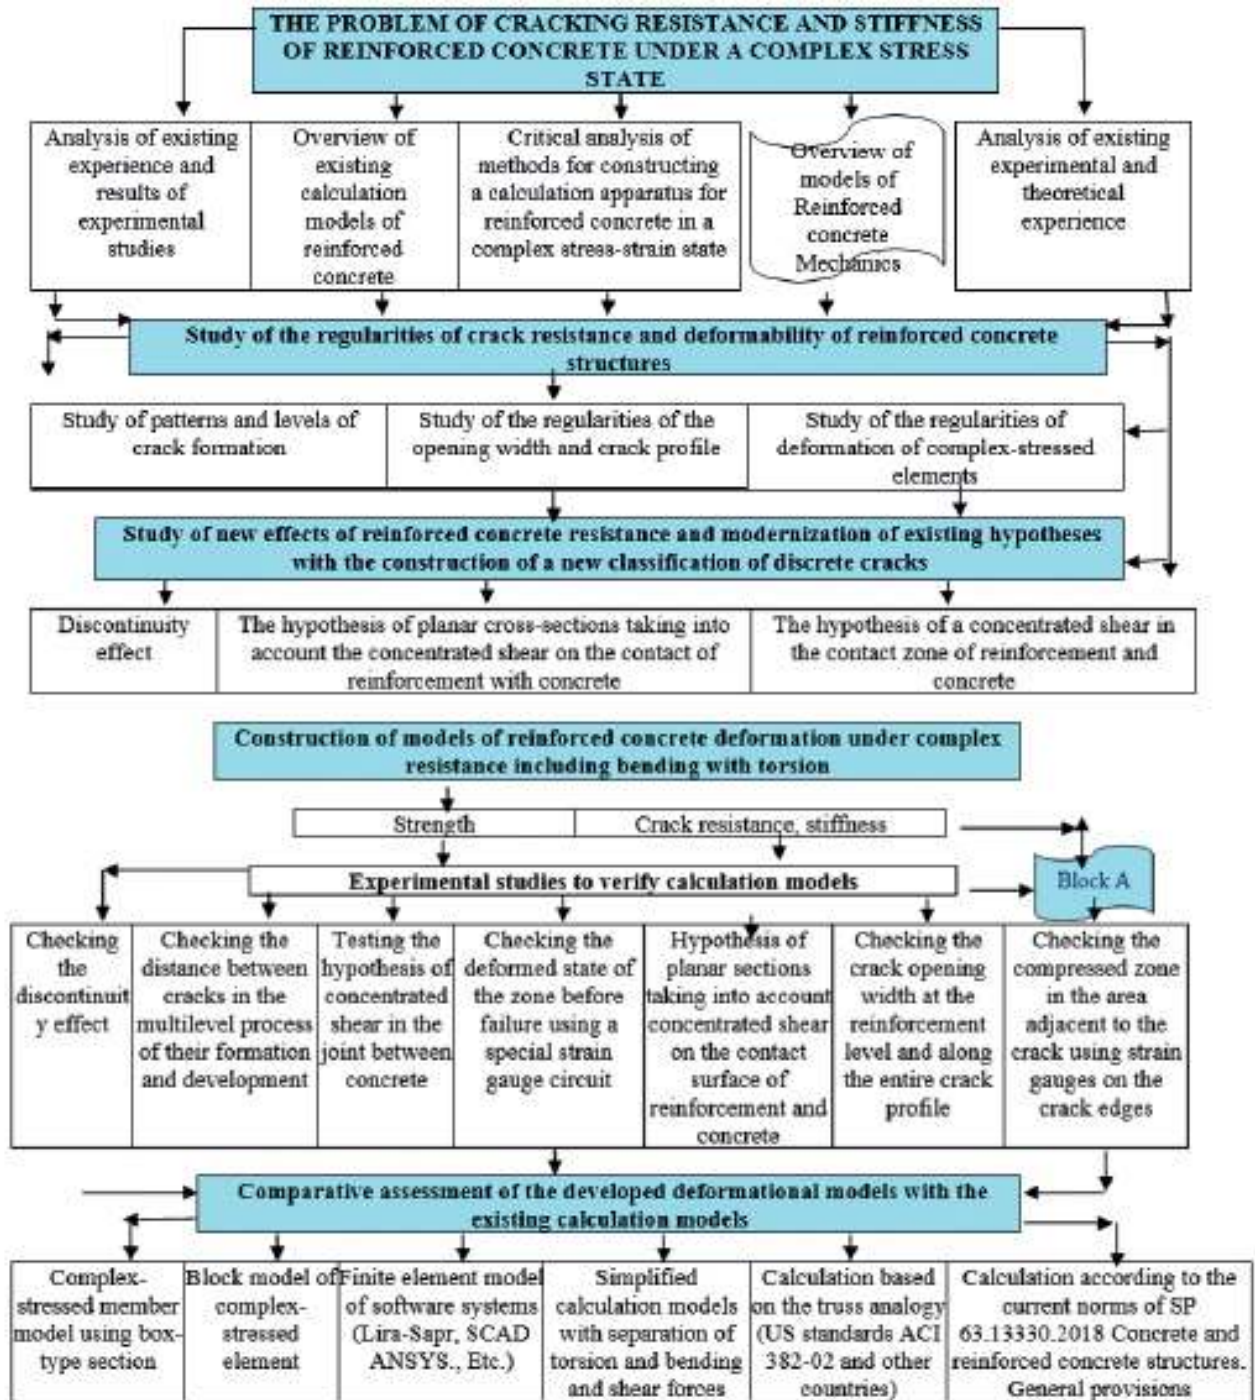 THE PROBLEM OF CRACKING RESISTANCE AND STIFFNESS
OF REINFORCED CONCRETE UNDER A COMPLEX STRESS
STATE
Analysis of existing
experience and
results of
experimental
studies
Overview of
existing
calculation
models of
reinforced
concrete
Critical analysis of
methods for constructing
a calculation apparatus for
reinforced concrete in a
complex stress-strain state
Overview of
models of
Reinforced
concrete
Mechanics
Analysis of existing
experimental and
theoretical
experience
Study of the regularities of crack resistance and deformability of reinforced concrete
structures
Study of patterns and levels of
crack formation
Study of the regularities of the
opening width and crack profile
Study of the regularities of
deformation of complex-stressed
elements
Study of new effects of reinforced concrete resistance and modernization of existing hypotheses
with the construction of a new classification of discrete cracks
Discontinuity
effect
The hypothesis of planar cross-sections taking into
account the concentrated shear on the contact of
reinforcement with concrete
The hypothesis of a concentrated shear in
the contact zone of reinforcement and
concrete
Construction of models of reinforced concrete deformation under complex
resistance including bending with torsion
Strength
Crack resistance, stiffness
Experimental studies to verify calculation models
Block A
Checking
the
discontinuit
y effect
Checking the
distance between
cracks in the
multilevel process
of their formation
and development
Testing the
hypothesis of
concentrated
shear in the
joint between
concrete
Checking the
deformed state of
the zone before
failure using a
special strain
gauge circuit
Hypothesis of
planar sections
taking into account
concentrated shear
on the contact
surface of
reinforcement and
concrete
Checking the
crack opening
width at the
reinforcement
level and along
the entire crack
profile
Checking the
compressed zone
in the area
adjacent to the
crack using strain
gauges on the
crack edges
Comparative assessment of the developed deformational models with the
existing calculation models
Complex-
stressed member
model using box-
type section
Block model of
complex-
stressed
element
Finite element model
of software systems
(Lira-Sapr, SCAD
ANSYS., Etc.)
Simplified
calculation models
with separation of
torsion and bending
and shear forces
Calculation based
on the truss analogy
(US standards ACI
382-02 and other
countries)
Calculation according to the
current norms of SP
63.13330.2018 Concrete and
reinforced concrete structures.
General provisions